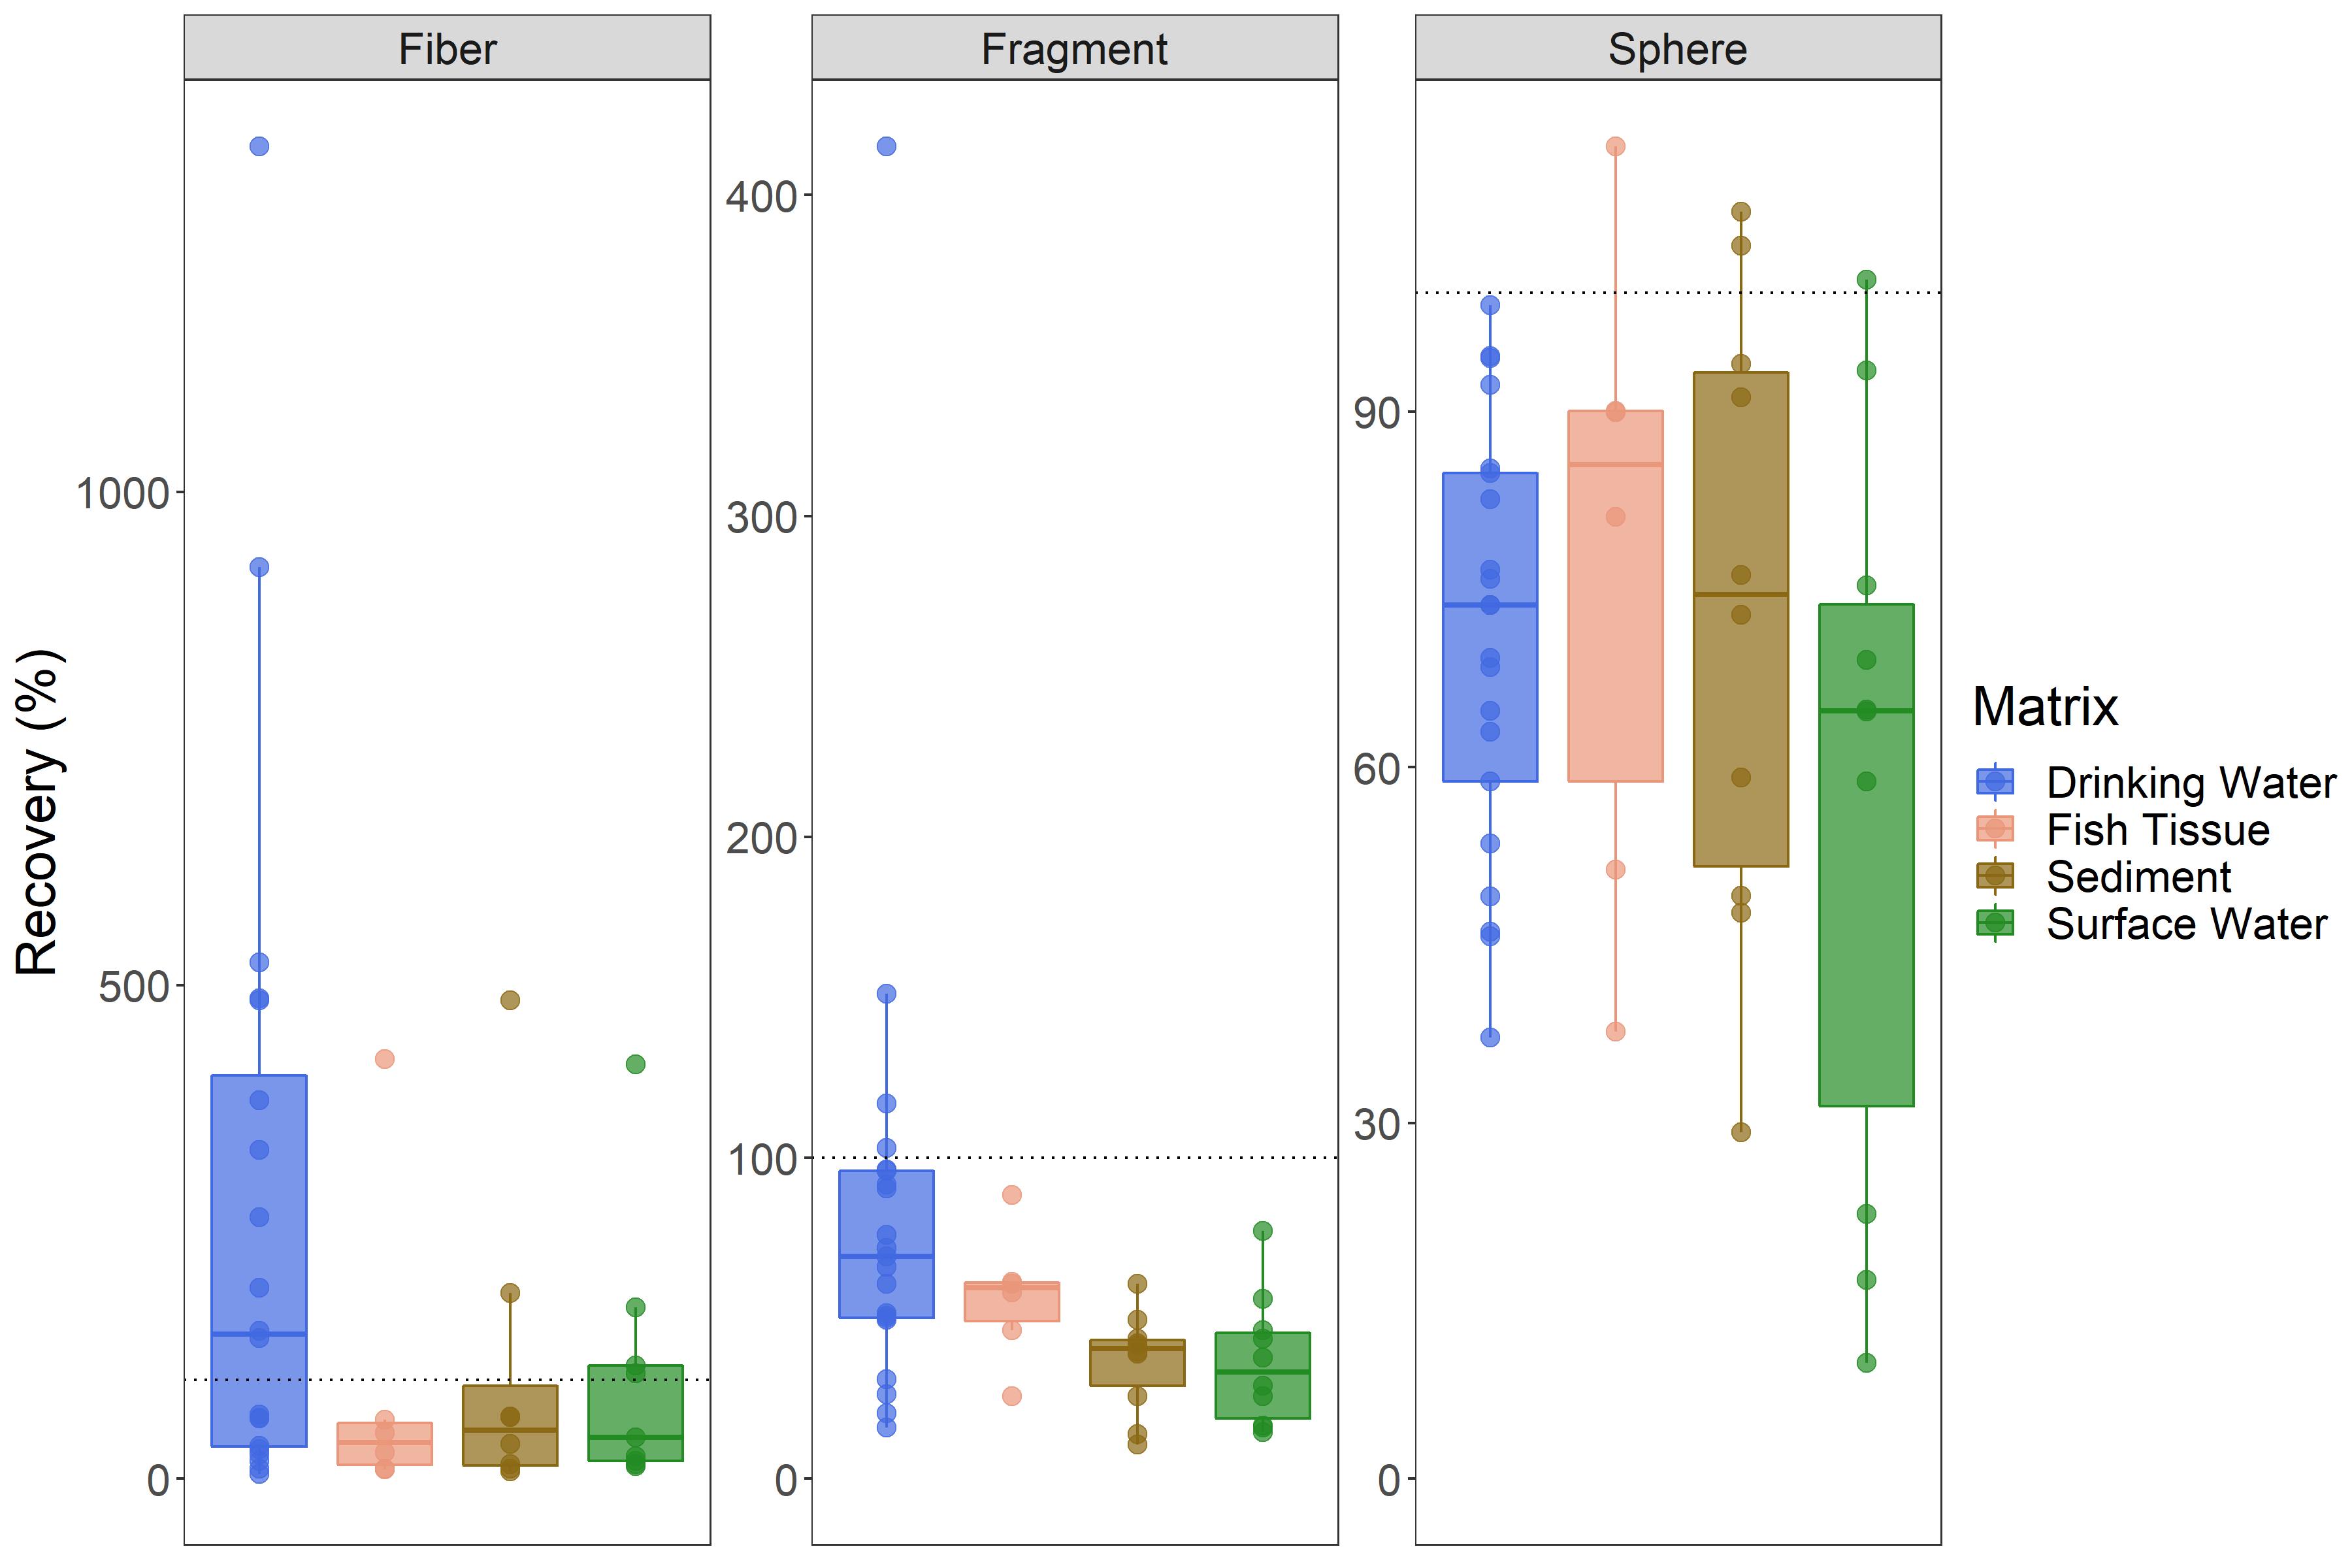 Fiber
Fragment
Sphere
Recovery (%)
1000
500
0
400
300
200
100
0
90
60
30
0
Matrix
Drinking Water
Fish Tissue
Sediment
Surface Water